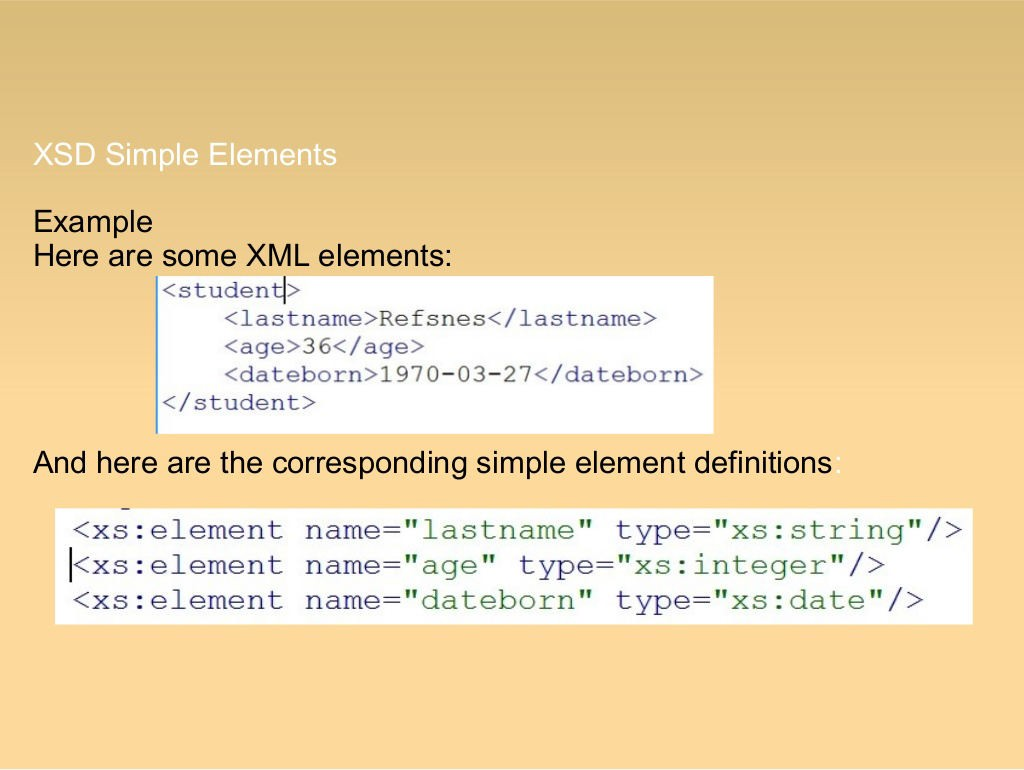 XSD Simple Elements
Example
Here are some XML elements:
<student>
<lastname>Refsnes</lastname>
<age>36</age>
<dateborn>1970-03-27</dateborn>
</student>
And here are the corresponding simple element definitions:
<xs:element name="lastname" type="xs:string"/>
<xs:element name="age" type="xs:integer"/>
<xs:element name="dateborn" type="xs:date"/>